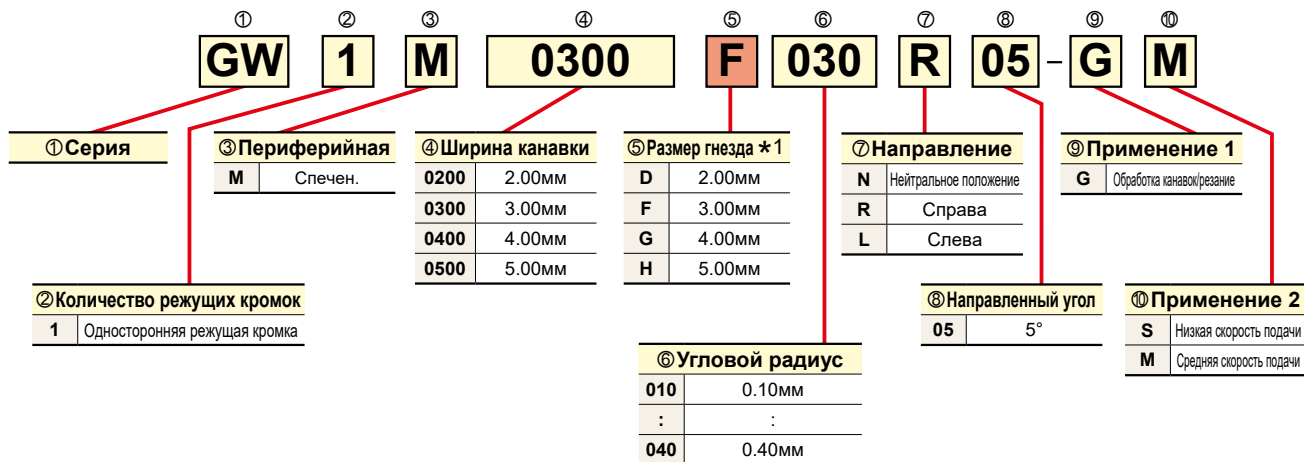 ① ② ③ ④ ⑤ ⑥ ⑦ ⑧ ⑨ ⑩
GW 1 M 0300 F 030 R 05 – G M
①Серия
③Периферийная
M Спечен.
④Ширина канавки
0200 2.00мм
0300 3.00мм
0400 4.00мм
0500 5.00мм
⑤Размер гнезда ★1
D 2.00мм
F 3.00мм
G 4.00мм
H 5.00мм
⑦Направление
N Нейтральное положение
R Справа
L Слева
⑨Применение 1
G Обработка канавок/резание
②Количество режущих кромок
1 Односторонняя режущая кромка
⑧Направленный угол
05 5°
⑩Применение 2
S Низкая скорость подачи
M Средняя скорость подачи
⑥Угловой радиус
010 0.10мм
: :
040 0.40мм